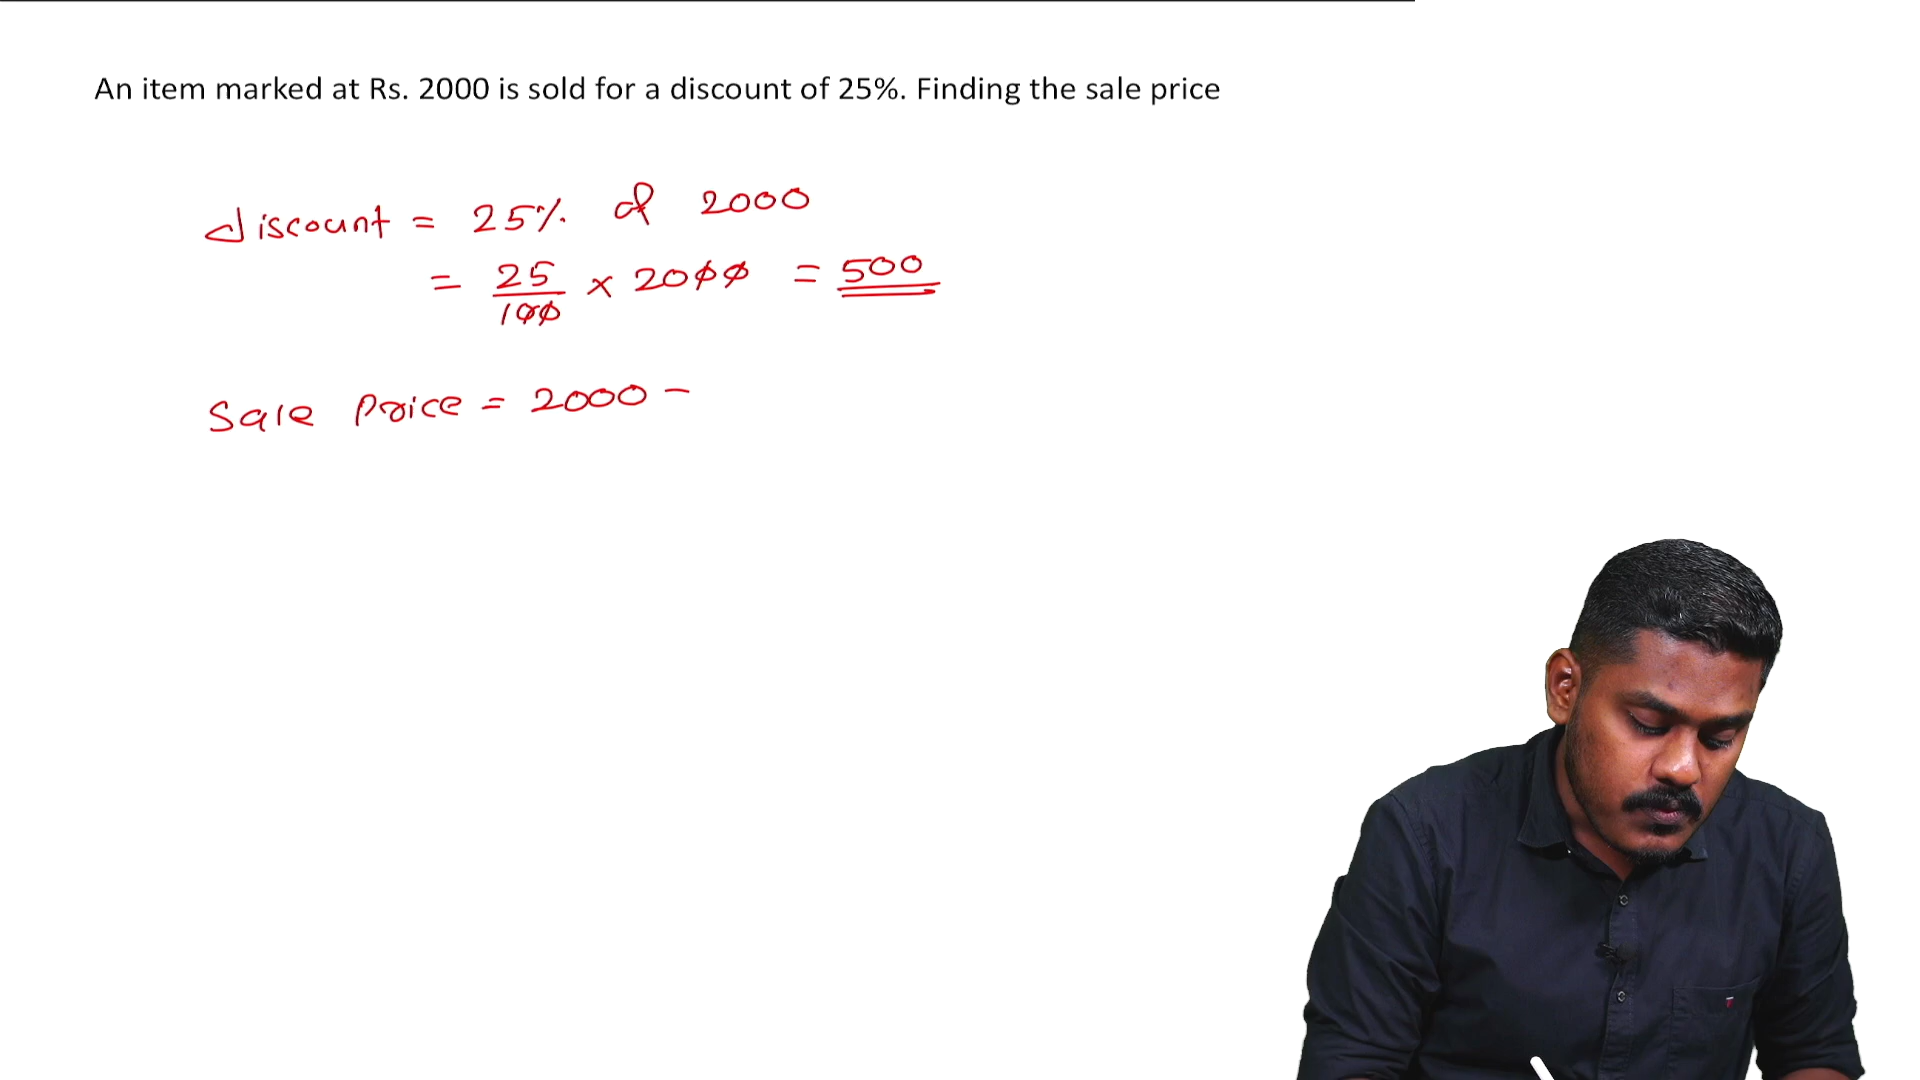 An item marked at Rs. 2000 is sold for a discount of 25%. Finding the sale price
discount = 25% of 2000
= 25/100 × 2000 = 500
Sale Price = 2000 –